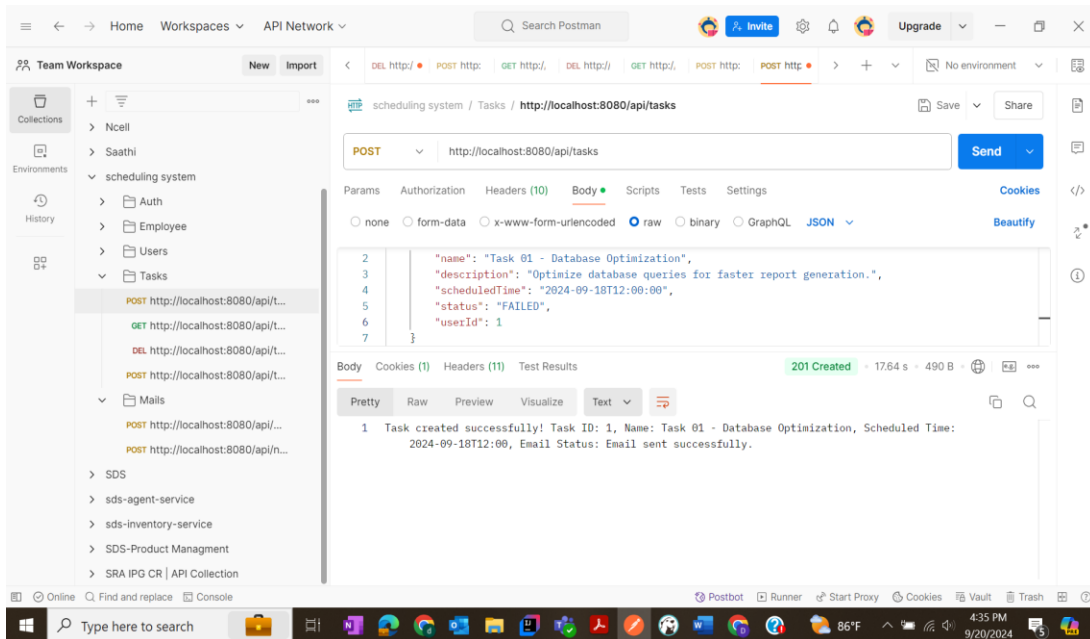 Home Workspaces API Network Search Postman Invite Upgrade
Team Workspace New Import DEL http:/ POST http: GET http:/, DEL http:// GET http:/, POST http: POST http No environment
Collections
Environments
History
Ncell
Saathi
scheduling system
Auth
Employee
Users
Tasks
POST http://localhost:8080/api/t...
GET http://localhost:8080/api/t...
DEL http://localhost:8080/api/t...
POST http://localhost:8080/api/t...
Mails
POST http://localhost:8080/api/...
POST http://localhost:8080/api/n...
SDS
sds-agent-service
sds-inventory-service
SDS-Product Managment
SRA IPG CR | API Collection
HTTP scheduling system / Tasks / http://localhost:8080/api/tasks Save Share
POST http://localhost:8080/api/tasks Send
Params Authorization Headers (10) Body Scripts Tests Settings Cookies
none form-data x-www-form-urlencoded raw binary GraphQL JSON Beautify
2 "name": "Task 01 - Database Optimization",
3 "description": "Optimize database queries for faster report generation.",
4 "scheduledTime": "2024-09-18T12:00:00",
5 "status": "FAILED",
6 "userId": 1
7 }
Body Cookies (1) Headers (11) Test Results 201 Created 17.64 s 490 B
Pretty Raw Preview Visualize Text
1 Task created successfully! Task ID: 1, Name: Task 01 - Database Optimization, Scheduled Time:
2024-09-18T12:00, Email Status: Email sent successfully.
Online Find and replace Console Postbot Runner Start Proxy Cookies Vault Trash
Type here to search 86°F 4:35 PM
9/20/2024